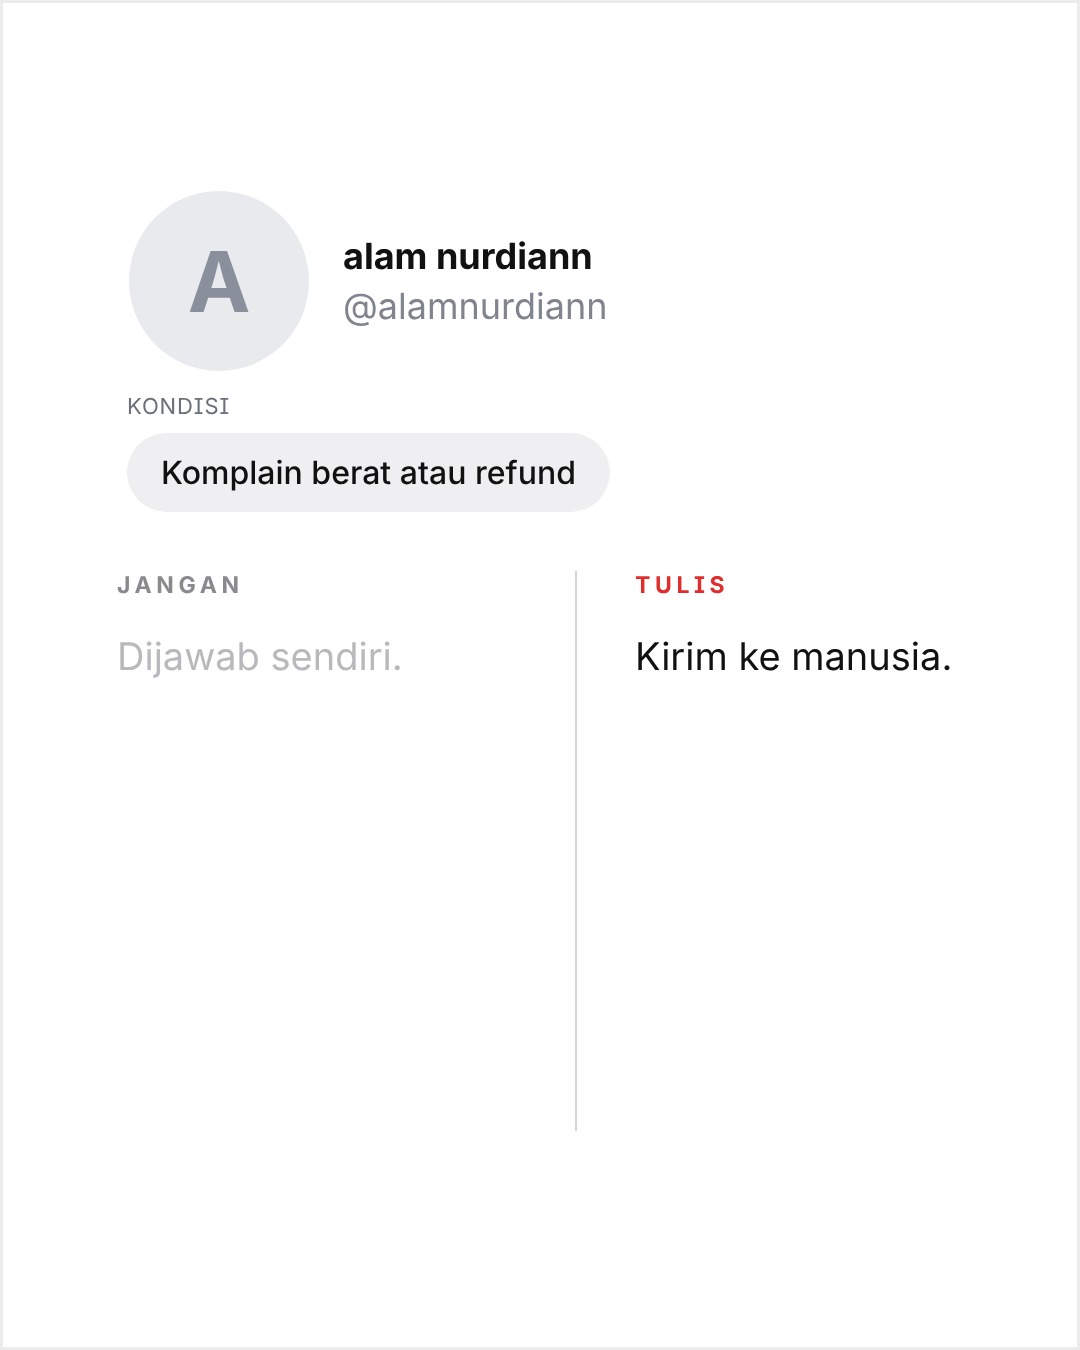 A
alam nurdiann
@alamnurdiann
KONDISI
Komplain berat atau refund
JANGAN
Dijawab sendiri.
TULIS
Kirim ke manusia.